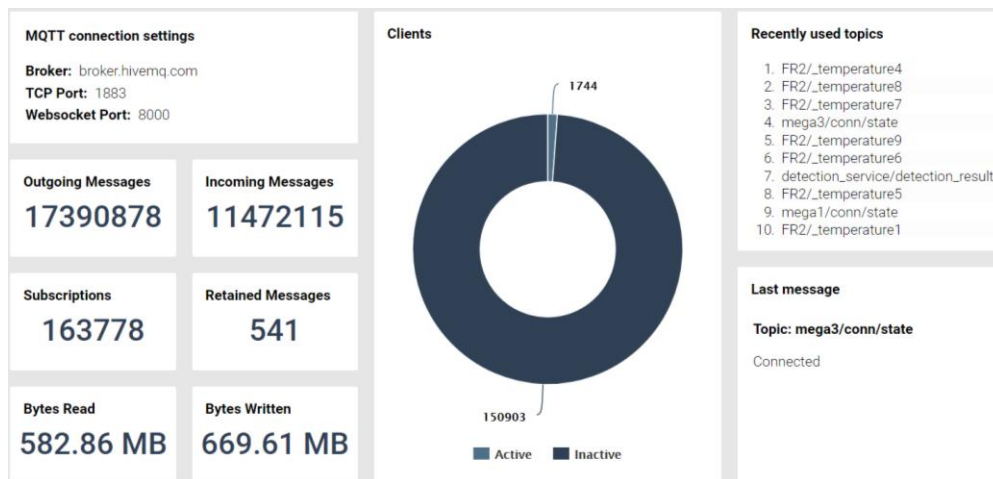 MQTT connection settings
Broker: broker.hivemq.com
TCP Port: 1883
Websocket Port: 8000
Outgoing Messages
17390878
Incoming Messages
11472115
Subscriptions
163778
Retained Messages
541
Bytes Read
582.86 MB
Bytes Written
669.61 MB
Clients
1744
150903
Active
Inactive
Recently used topics
1. FR2/_temperature4
2. FR2/_temperature8
3. FR2/_temperature7
4. mega3/conn/state
5. FR2/_temperature9
6. FR2/_temperature6
7. detection_service/detection_result
8. FR2/_temperature5
9. mega1/conn/state
10. FR2/_temperature1
Last message
Topic: mega3/conn/state
Connected